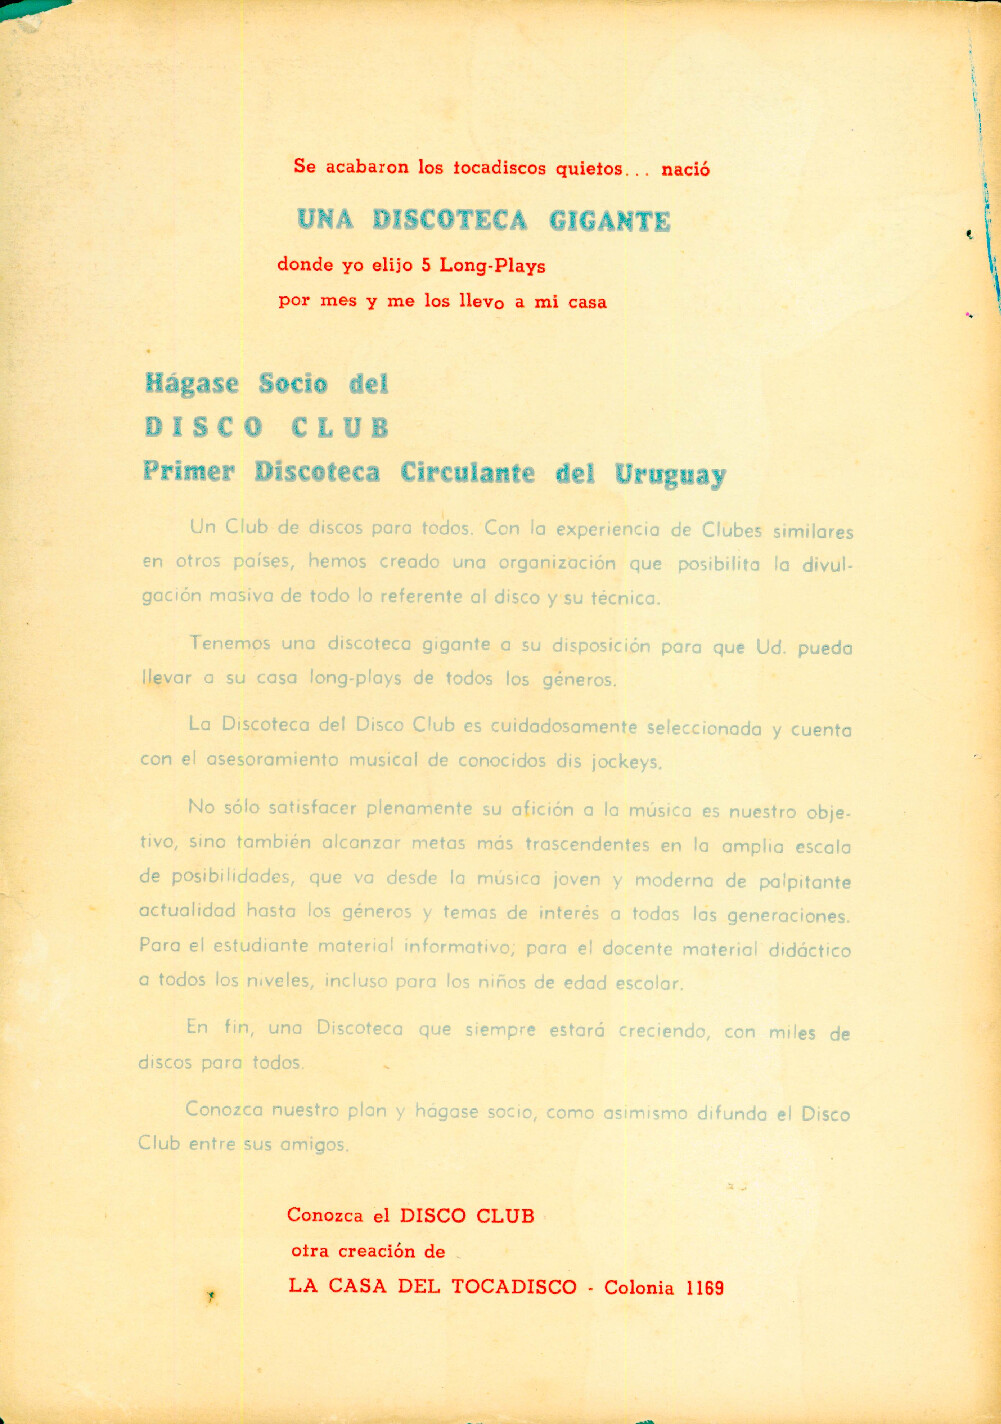 Se acabaron los tocadiscos quietos... nació
UNA DISCOTECA GIGANTE
donde yo elijo 5 Long-Plays
por mes y me los llevo a mi casa
Hágase Socio del
DISCO CLUB
Primer Discoteca Circulante del Uruguay
Un Club de discos para todos. Con la experiencia de Clubes similares
en otros países, hemos creado una organización que posibilita la divul-
gación masiva de todo lo referente al disco y su técnica.
Tenemos una discoteca gigante a su disposición para que Ud. pueda
llevar a su casa long-plays de todos los géneros.
La Discoteca del Disco Club es cuidadosamente seleccionada y cuenta
con el asesoramiento musical de conocidos dis jockeys.
No sólo satisfacer plenamente su afición a la música es nuestro obje-
tivo, sino también alcanzar metas más trascendentes en la amplia escala
de posibilidades, que va desde la música joven y moderna de palpitante
actualidad hasta los géneros y temas de interés a todas las generaciones.
Para el estudiante material informativo; para el docente material didáctico
a todos los niveles, incluso para los niños de edad escolar.
En fin, una Discoteca que siempre estará creciendo, con miles de
discos para todos.
Conozca nuestro plan y hágase socio, como asimismo difunda el Disco
Club entre sus amigos.
Conozca el DISCO CLUB
otra creación de
LA CASA DEL TOCADISCO - Colonia 1169